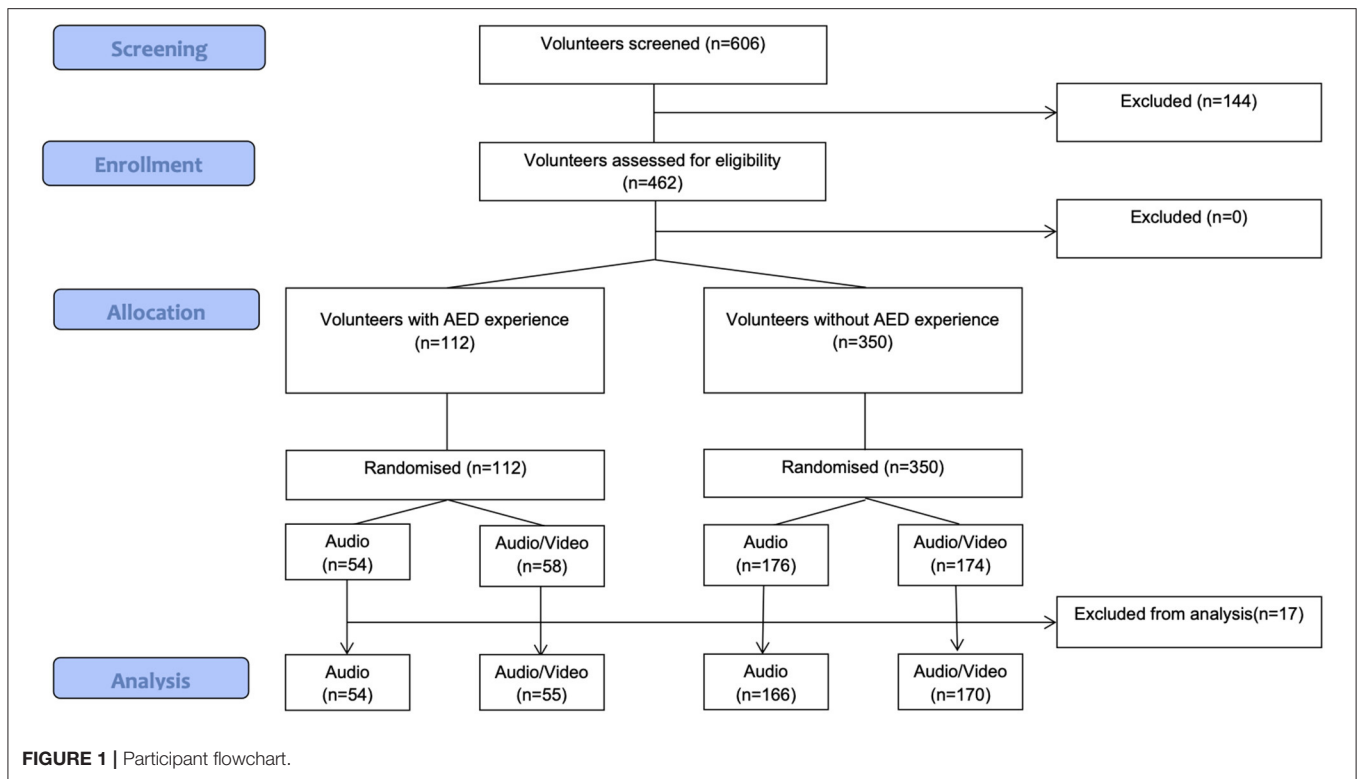 Screening
Volunteers screened (n=606)
Excluded (n=144)
Enrollment
Volunteers assessed for eligibility
(n=462)
Excluded (n=0)
Allocation
Volunteers with AED experience
(n=112)
Volunteers without AED experience
(n=350)
Randomised (n=112)
Randomised (n=350)
Audio
(n=54)
Audio/Video
(n=58)
Audio
(n=176)
Audio/Video
(n=174)
Excluded from analysis(n=17)
Analysis
Audio
(n=54)
Audio/Video
(n=55)
Audio
(n=166)
Audio/Video
(n=170)
FIGURE 1 | Participant flowchart.